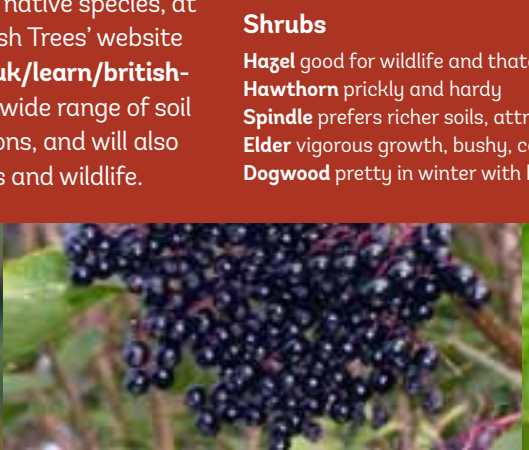 native species, at
sh Trees' website
uk/learn/british-
wide range of soil
ons, and will also
s and wildlife.
Shrubs
Hazel good for wildlife and that
Hawthorn prickly and hardy
Spindle prefers richer soils, attr
Elder vigorous growth, bushy, c
Dogwood pretty in winter with